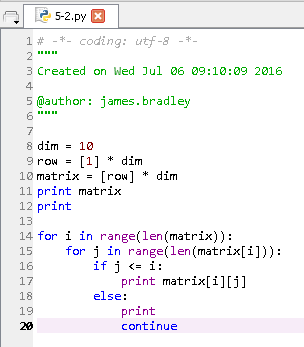 5-2.py
1 # -*- coding: utf-8 -*-
2 """
3 Created on Wed Jul 06 09:10:09 2016
4
5 @author: james.bradley
6 """
7
8 dim = 10
9 row = [1] * dim
10 matrix = [row] * dim
11 print matrix
12 print
13
14 for i in range(len(matrix)):
15     for j in range(len(matrix[i])):
16         if j <= i:
17             print matrix[i][j]
18         else:
19             print
20             continue